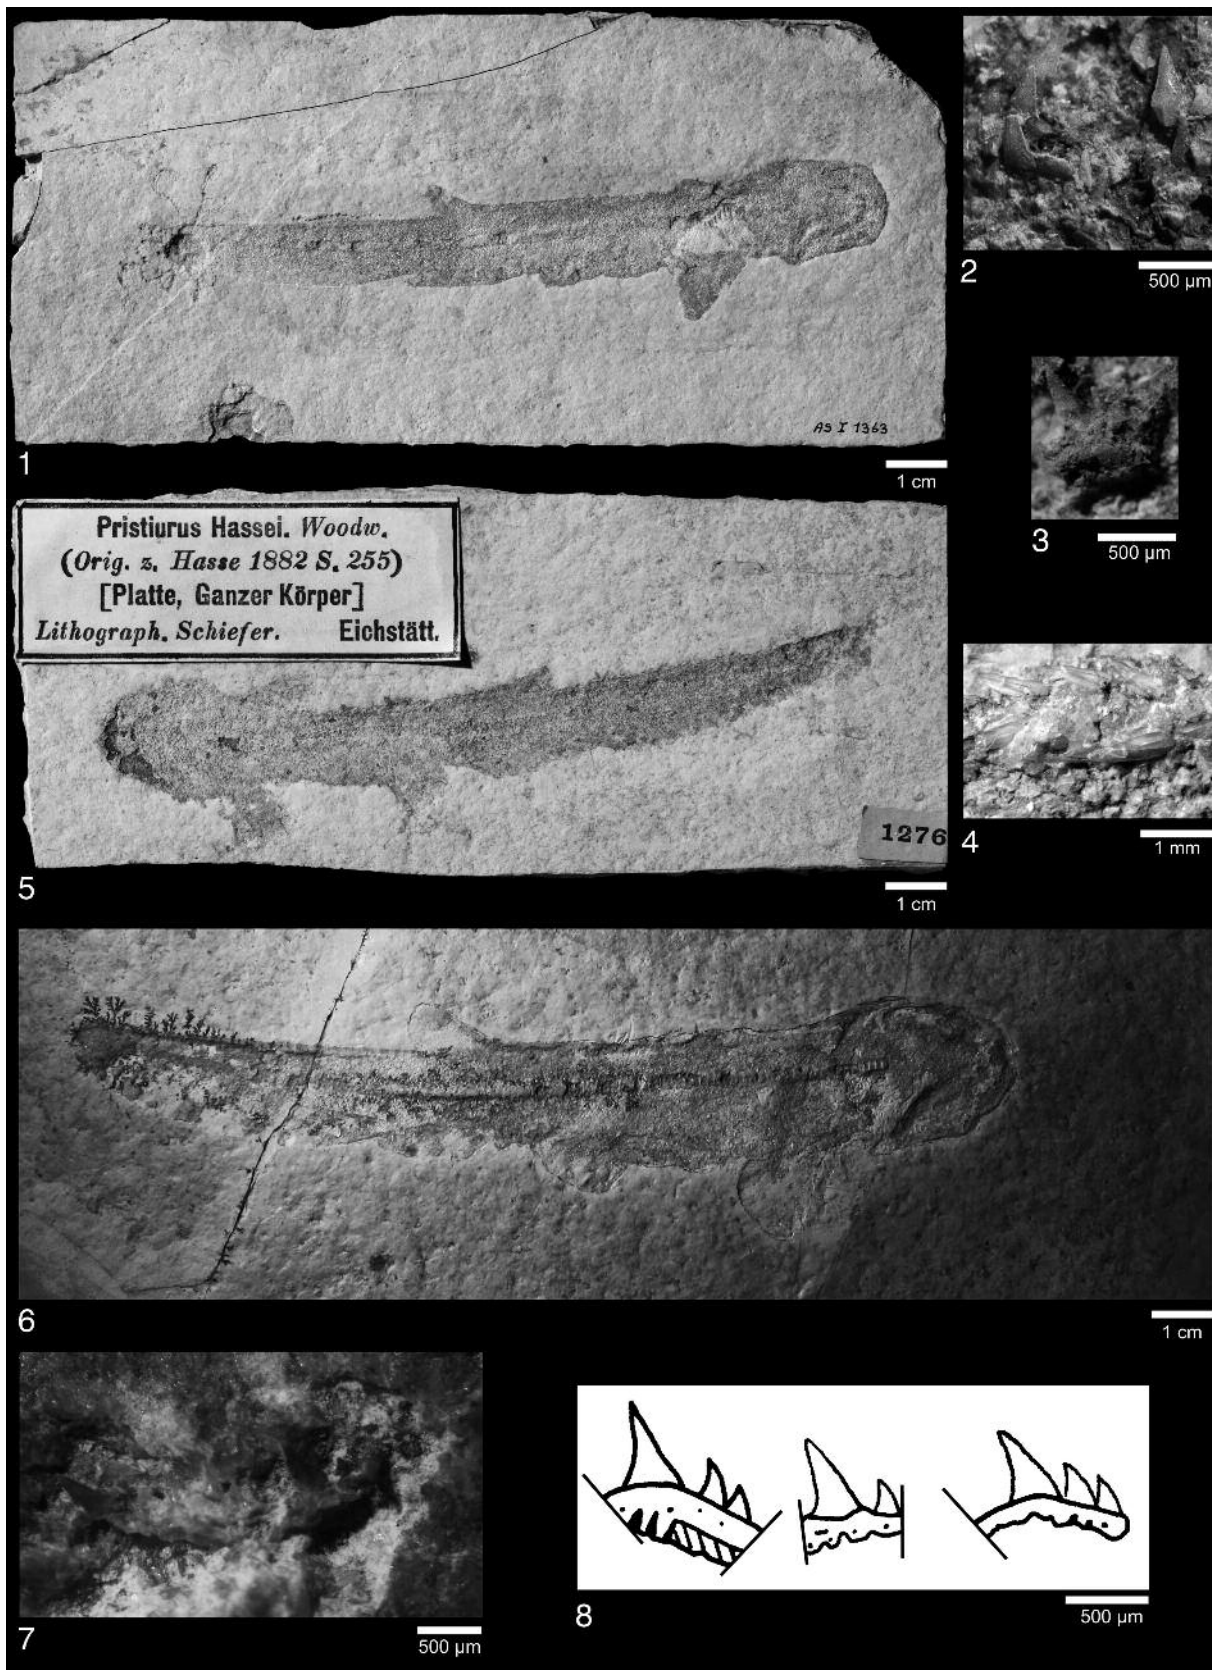 AS I 1363
1
1 cm
2
500 µm
3
500 µm
Pristiurus Hassei. Woodw.
(Orig. z. Hasse 1882 S. 255)
[Platte, Ganzer Körper]
Lithograph. Schiefer. Eichstätt.
1276
5
1 cm
4
1 mm
6
1 cm
7
500 µm
8
500 µm